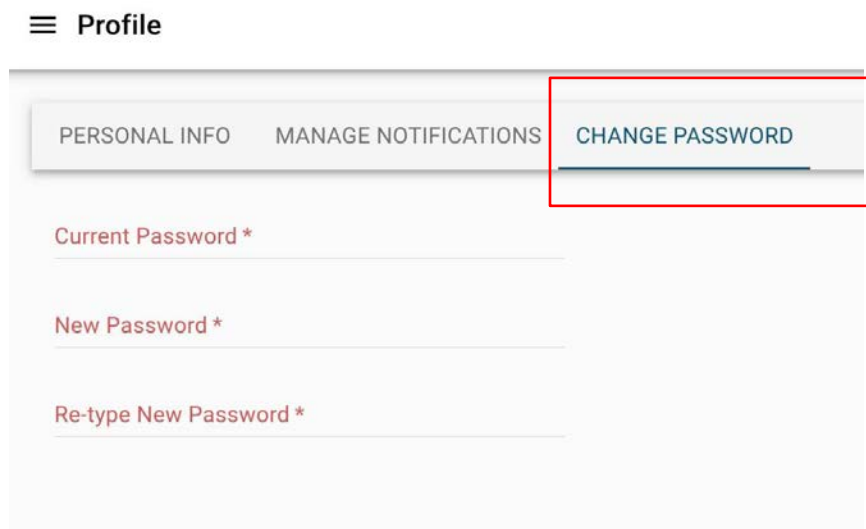 Profile
PERSONAL INFO MANAGE NOTIFICATIONS CHANGE PASSWORD
Current Password *
New Password *
Re-type New Password *